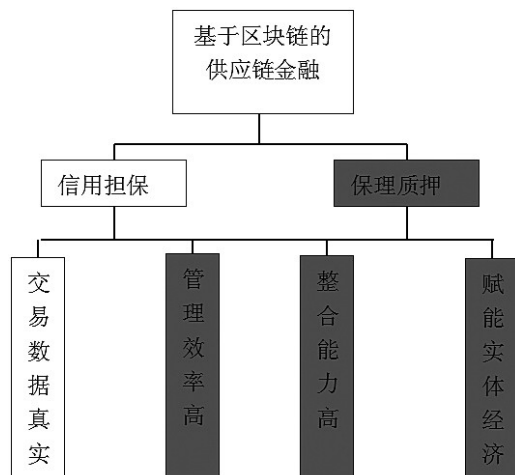 基于区块链的
供应链金融
信用担保
保理质押
交易数据真实
管理效率高
整合能力高
赋能实体经济